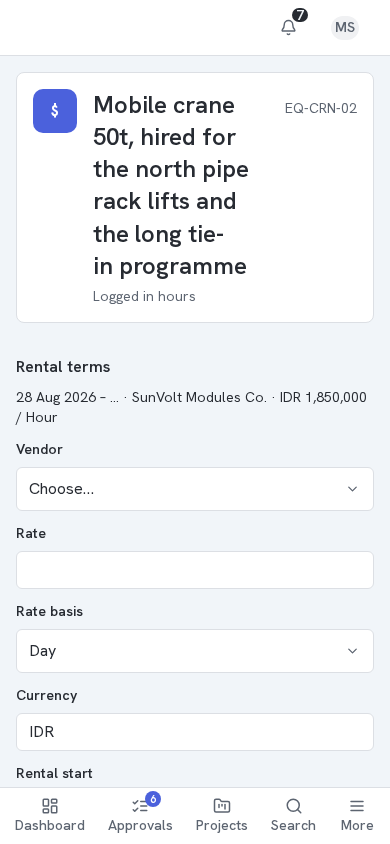 7
MS
$
Mobile crane
50t, hired for
the north pipe
rack lifts and
the long tie-
in programme
EQ-CRN-02
Logged in hours
Rental terms
28 Aug 2026 – … · SunVolt Modules Co. · IDR 1,850,000
/ Hour
Vendor
Choose…
Rate
Rate basis
Day
Currency
IDR
Rental start
6
Dashboard
Approvals
Projects
Search
More